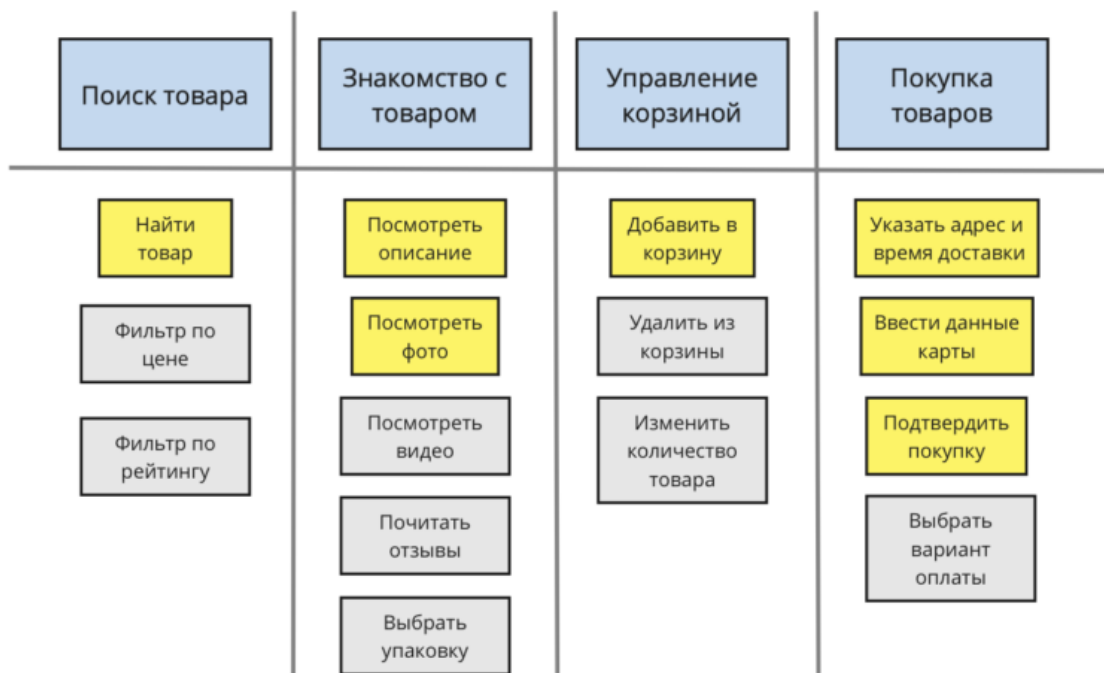 Поиск товара
Знакомство с
товаром
Управление
корзиной
Покупка
товаров
Найти
товар
Фильтр по
цене
Фильтр по
рейтингу
Посмотреть
описание
Посмотреть
фото
Посмотреть
видео
Почитать
отзывы
Выбрать
упаковку
Добавить в
корзину
Удалить из
корзины
Изменить
количество
товара
Указать адрес и
время доставки
Ввести данные
карты
Подтвердить
покупку
Выбрать
вариант
оплаты